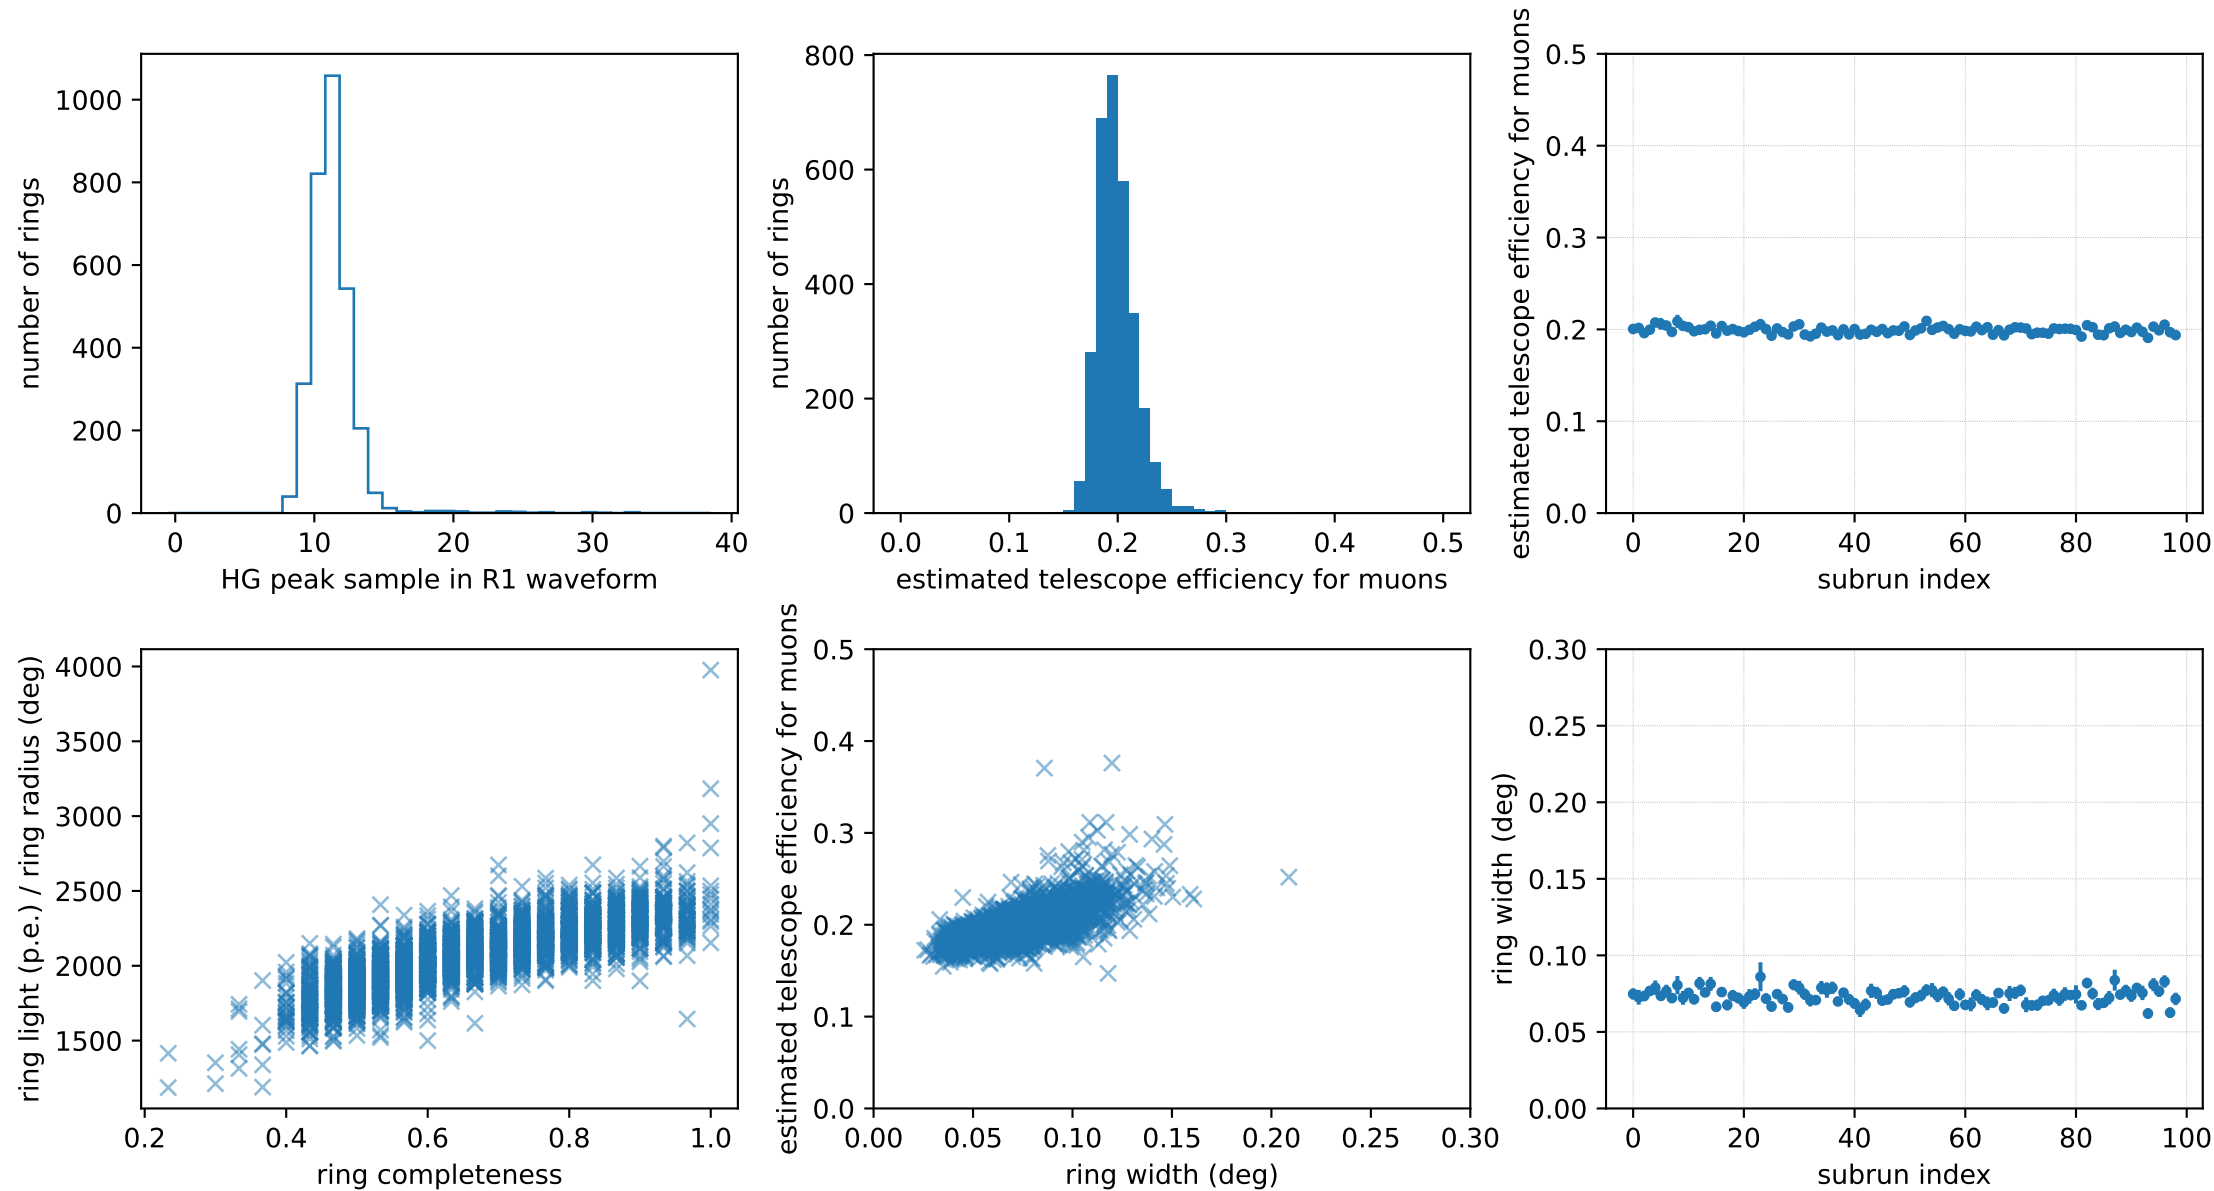 1000
800
600
400
200
0
number of rings
0 10 20 30 40
HG peak sample in R1 waveform
800
600
400
200
0
number of rings
0.0 0.1 0.2 0.3 0.4 0.5
estimated telescope efficiency for muons
0.5
0.4
0.3
0.2
0.1
0.0
estimated telescope efficiency for muons
0 20 40 60 80 100
subrun index
4000
3500
3000
2500
2000
1500
ring light (p.e.) / ring radius (deg)
0.2 0.4 0.6 0.8 1.0
ring completeness
0.5
0.4
0.3
0.2
0.1
0.0
estimated telescope efficiency for muons
0.00 0.05 0.10 0.15 0.20 0.25 0.30
ring width (deg)
0.30
0.25
0.20
0.15
0.10
0.05
0.00
ring width (deg)
0 20 40 60 80 100
subrun index